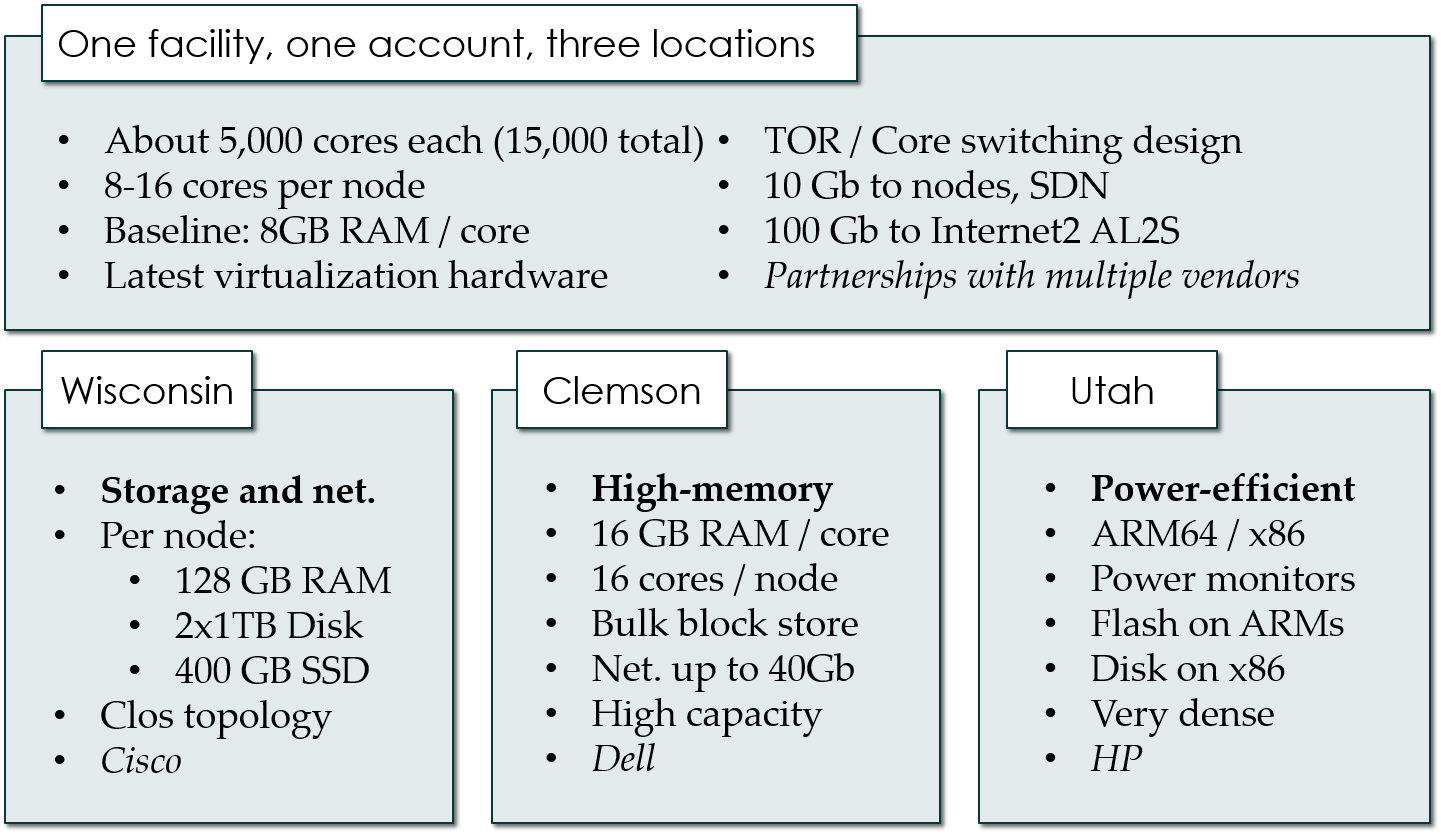 One facility, one account, three locations
• About 5,000 cores each (15,000 total)
• 8-16 cores per node
• Baseline: 8GB RAM / core
• Latest virtualization hardware
• TOR / Core switching design
• 10 Gb to nodes, SDN
• 100 Gb to Internet2 AL2S
• Partnerships with multiple vendors
Wisconsin
• Storage and net.
• Per node:
• 128 GB RAM
• 2x1TB Disk
• 400 GB SSD
• Clos topology
• Cisco
Clemson
• High-memory
• 16 GB RAM / core
• 16 cores / node
• Bulk block store
• Net. up to 40Gb
• High capacity
• Dell
Utah
• Power-efficient
• ARM64 / x86
• Power monitors
• Flash on ARMs
• Disk on x86
• Very dense
• HP